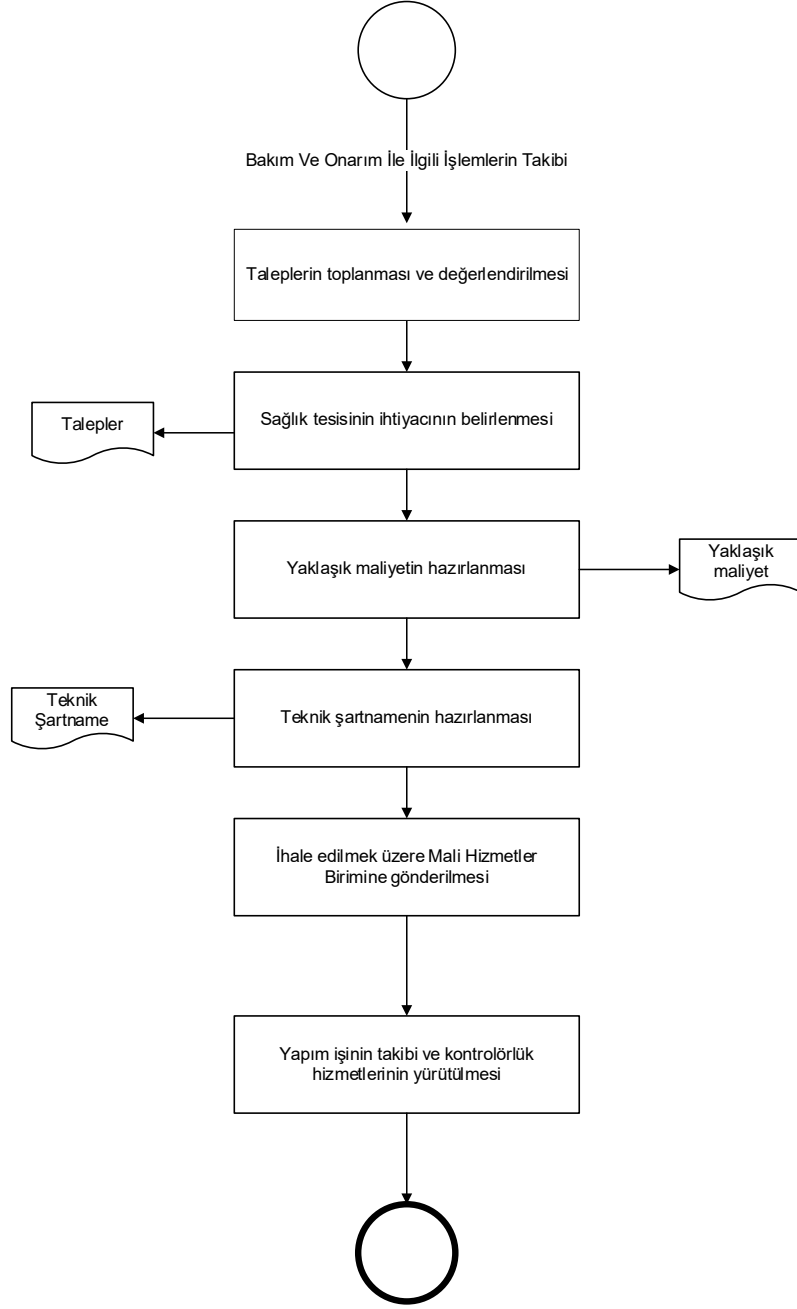 Bakım Ve Onarım İle İlgili İşlemlerin Takibi
Taleplerin toplanması ve değerlendirilmesi
Talepler
Sağlık tesisinin ihtiyacının belirlenmesi
Yaklaşık maliyetin hazırlanması
Yaklaşık
maliyet
Teknik
Şartname
Teknik şartnamenin hazırlanması
İhale edilmek üzere Mali Hizmetler
Birimine gönderilmesi
Yapım işinin takibi ve kontrolörlük
hizmetlerinin yürütülmesi